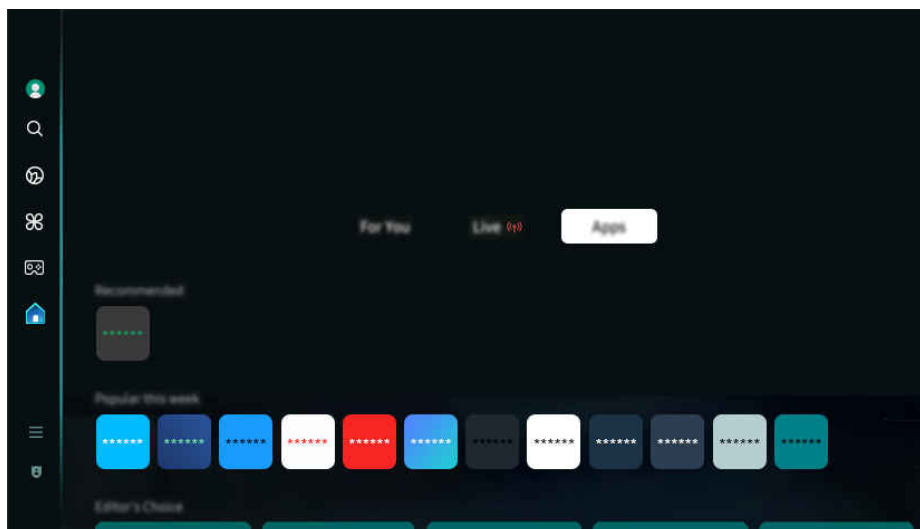 For You
Live
Apps
Recommended
******
Popular this week
****** ****** ****** ****** ****** ****** ****** ****** ****** ****** ****** ******
Editor's Choice